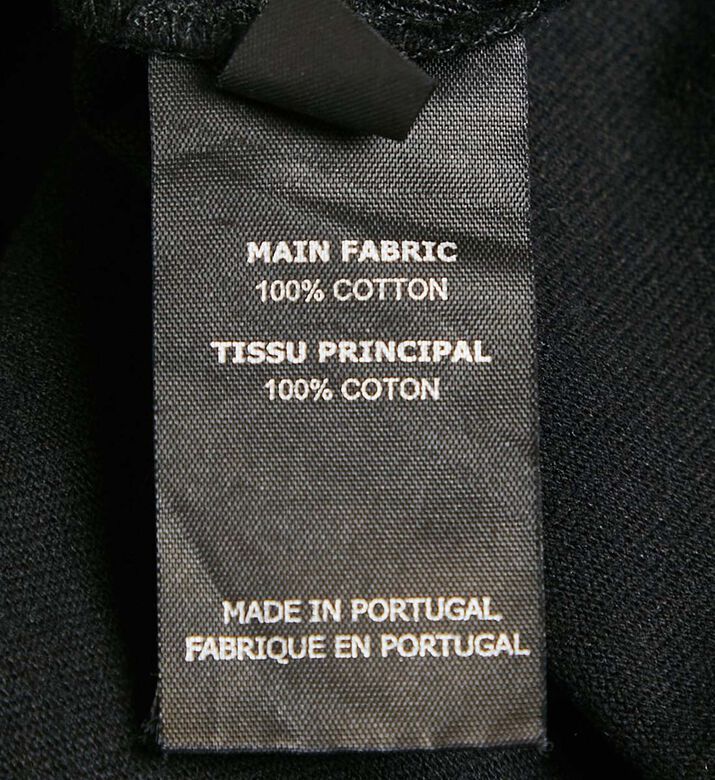 MAIN FABRIC
100% COTTON
TISSU PRINCIPAL
100% COTON
MADE IN PORTUGAL
FABRIQUE EN PORTUGAL